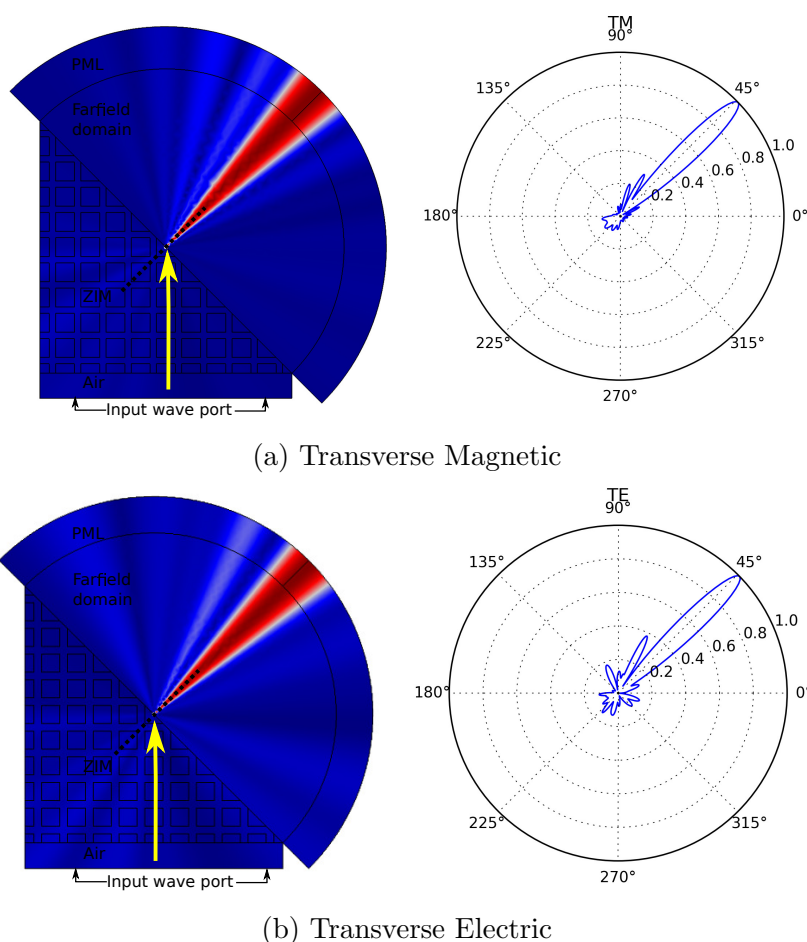 PML
Farfield
domain
ZIM
Air
Input wave port
TM
90°
135°
45°
1.0
0.8
0.6
0.4
0.2
180°
0°
225°
315°
270°
(a) Transverse Magnetic
PML
Farfield
domain
ZIM
Air
Input wave port
TE
90°
135°
45°
1.0
0.8
0.6
0.4
0.2
180°
0°
225°
315°
270°
(b) Transverse Electric